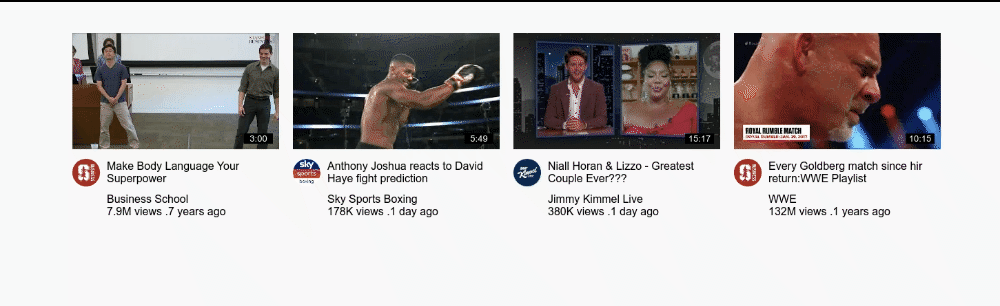 3:00
5:49
15:17
ROYAL RUMBLE MATCH
10:15
Make Body Language Your
Superpower
Business School
7.9M views .7 years ago
sky
sports
Anthony Joshua reacts to David
Haye fight prediction
Sky Sports Boxing
178K views .1 day ago
Niall Horan & Lizzo - Greatest
Couple Ever???
Jimmy Kimmel Live
380K views .1 day ago
Every Goldberg match since hir
return:WWE Playlist
WWE
132M views .1 years ago